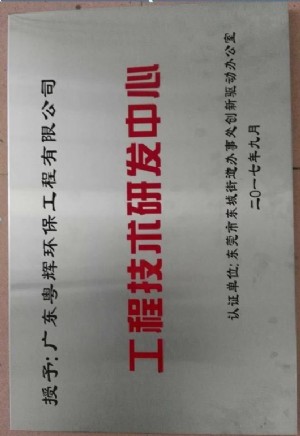 授予:广东粤辉环保工程有限公司
工程技术研发中心
认证单位:东莞市东城街道办事处创新驱动办公室
二〇一七年九月